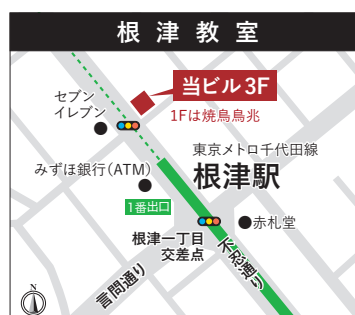 根津教室
セブン
イレブン
当ビル3F
1Fは焼鳥鳥兆
東京メトロ千代田線
根津駅
みずほ銀行(ATM)
1番出口
赤札堂
根津一丁目
交差点
不忍通り
言問通り
N